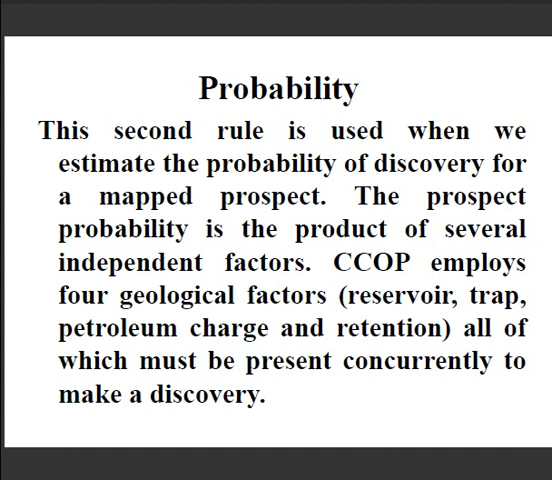 Probability
This second rule is used when we
estimate the probability of discovery for
a mapped prospect. The prospect
probability is the product of several
independent factors. CCOP employs
four geological factors (reservoir, trap,
petroleum charge and retention) all of
which must be present concurrently to
make a discovery.